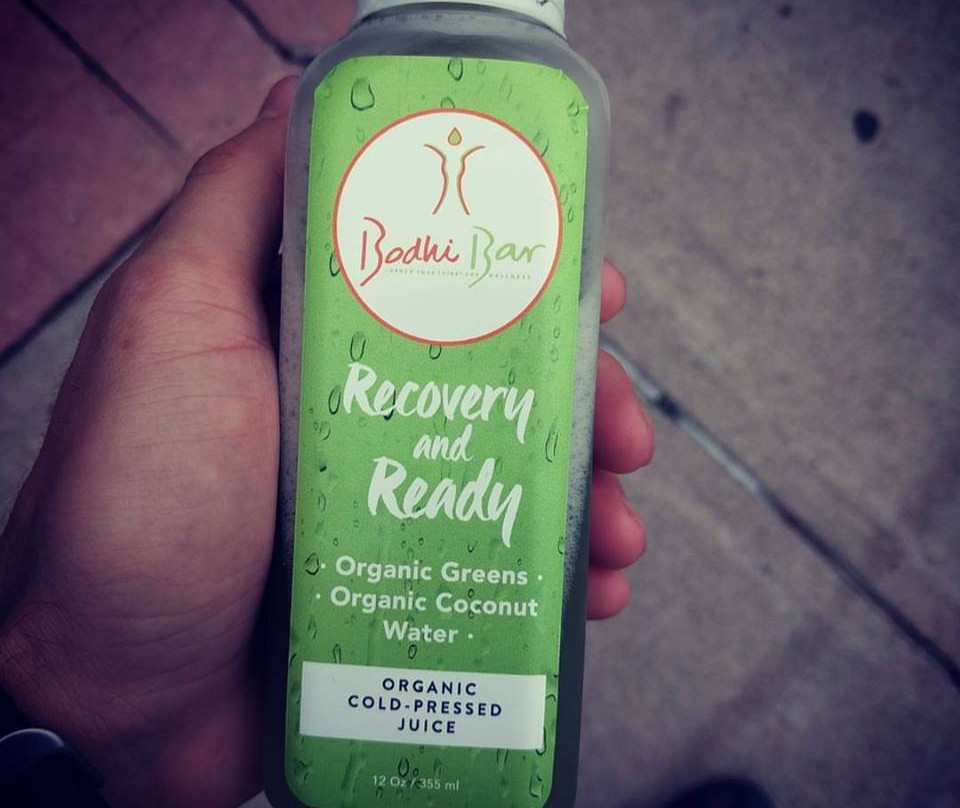 Bodhi Bar
Recovery
and
Ready
· Organic Greens ·
· Organic Coconut
Water ·
ORGANIC
COLD-PRESSED
JUICE
12 Oz / 355 ml